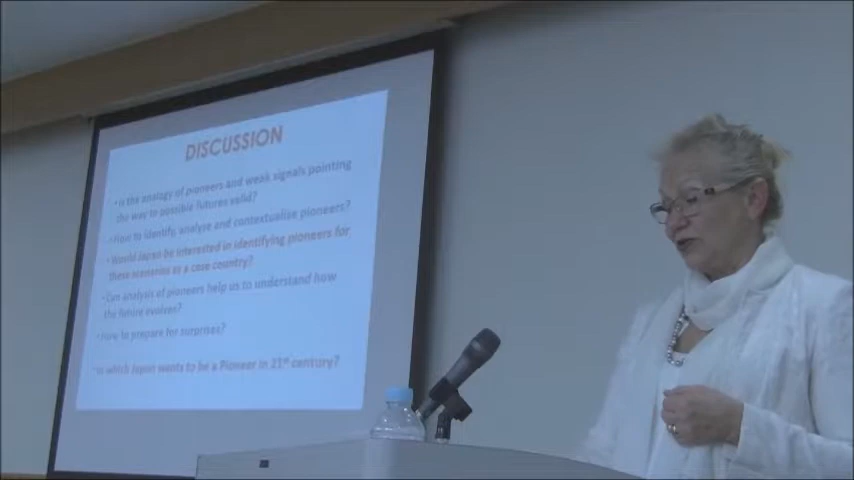 DISCUSSION
• Is the analogy of pioneers and weak signals pointing
the way to possible futures valid?
• How to identify, analyse and contextualise pioneers?
• Would Japan be interested in identifying pioneers for
these scenarios as a case country?
• Can analysis of pioneers help us to understand how
the future evolves?
• How to prepare for surprises?
• In which Japan wants to be a Pioneer in 21st century?